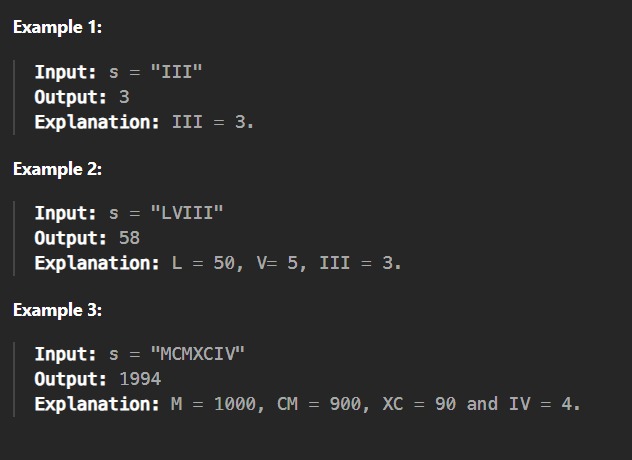 Example 1:
Input: s = "III"
Output: 3
Explanation: III = 3.
Example 2:
Input: s = "LVIII"
Output: 58
Explanation: L = 50, V= 5, III = 3.
Example 3:
Input: s = "MCMXCIV"
Output: 1994
Explanation: M = 1000, CM = 900, XC = 90 and IV = 4.